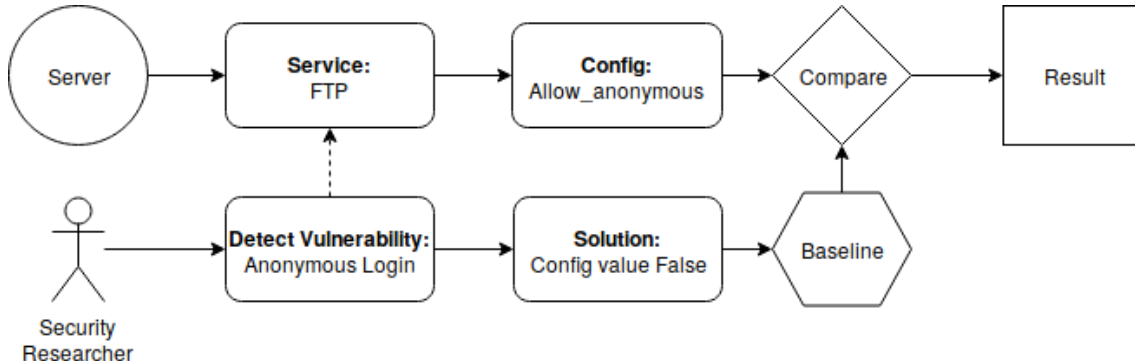 Server
Service:
FTP
Config:
Allow_anonymous
Compare
Result
Detect Vulnerability:
Anonymous Login
Solution:
Config value False
Baseline
Security
Researcher